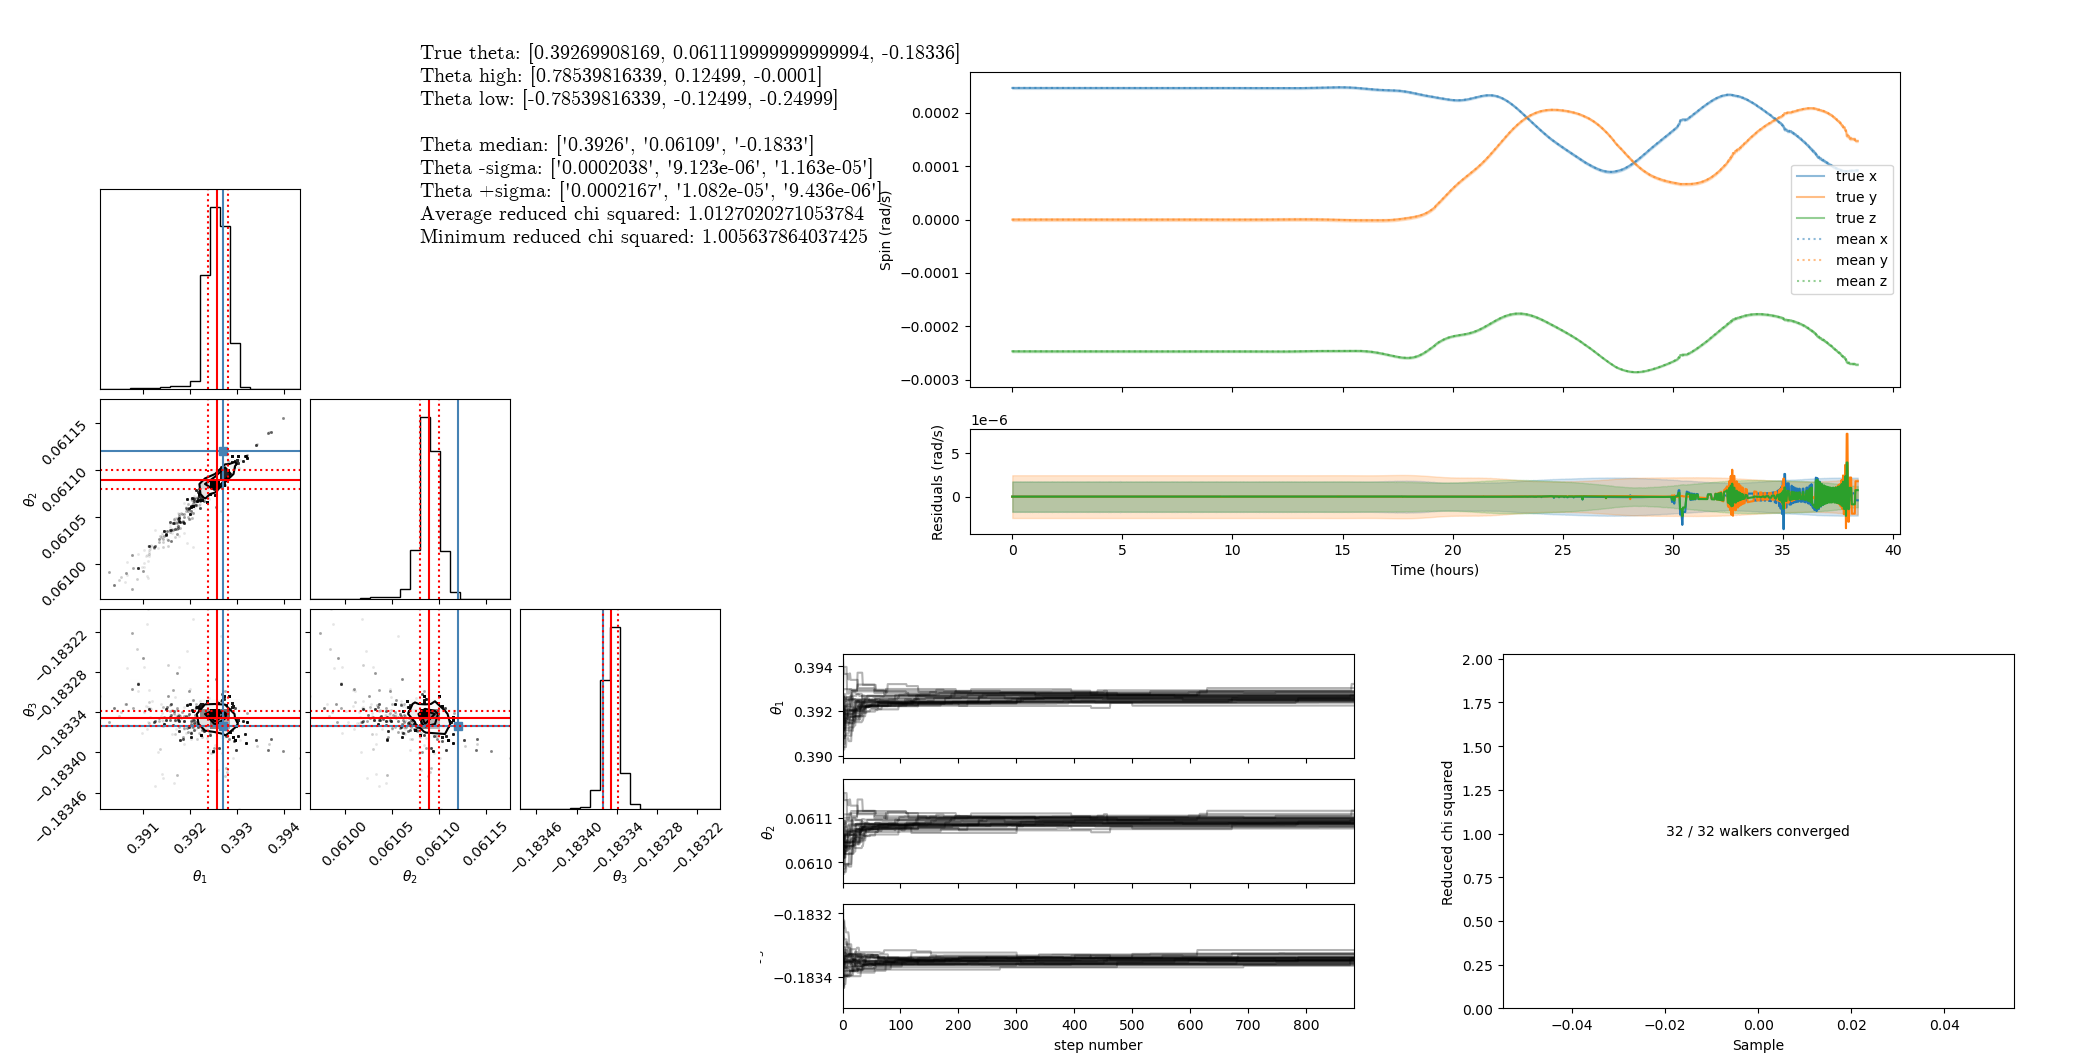 True theta: [0.39269908169, 0.061119999999999994, -0.18336]
Theta high: [0.78539816339, 0.12499, -0.0001]
Theta low: [-0.78539816339, -0.12499, -0.24999]
Theta median: ['0.3926', '0.06109', '-0.1833']
Theta -sigma: ['0.0002038', '9.123e-06', '1.163e-05']
Theta +sigma: ['0.0002167', '1.082e-05', '9.436e-06']
Average reduced chi squared: 1.0127020271053784
Minimum reduced chi squared: 1.005637864037425
θ2
0.06115
0.06110
0.06105
0.06100
θ3
−0.18322
−0.18328
−0.18334
−0.18340
−0.18346
0.391 0.392 0.393 0.394
θ1
0.06100 0.06105 0.06110 0.06115
θ2
−0.18346 −0.18340 −0.18334 −0.18328 −0.18322
θ3
Spin (rad/s)
0.0002
0.0001
0.0000
−0.0001
−0.0002
−0.0003
true x
true y
true z
mean x
mean y
mean z
1e−6
Residuals (rad/s)
5
0
0 5 10 15 20 25 30 35 40
Time (hours)
θ1
0.394
0.392
0.390
θ2
0.0611
0.0610
−0.1832
−0.1834
0 100 200 300 400 500 600 700 800
step number
Reduced chi squared
2.00
1.75
1.50
1.25
1.00
0.75
0.50
0.25
0.00
32 / 32 walkers converged
−0.04 −0.02 0.00 0.02 0.04
Sample